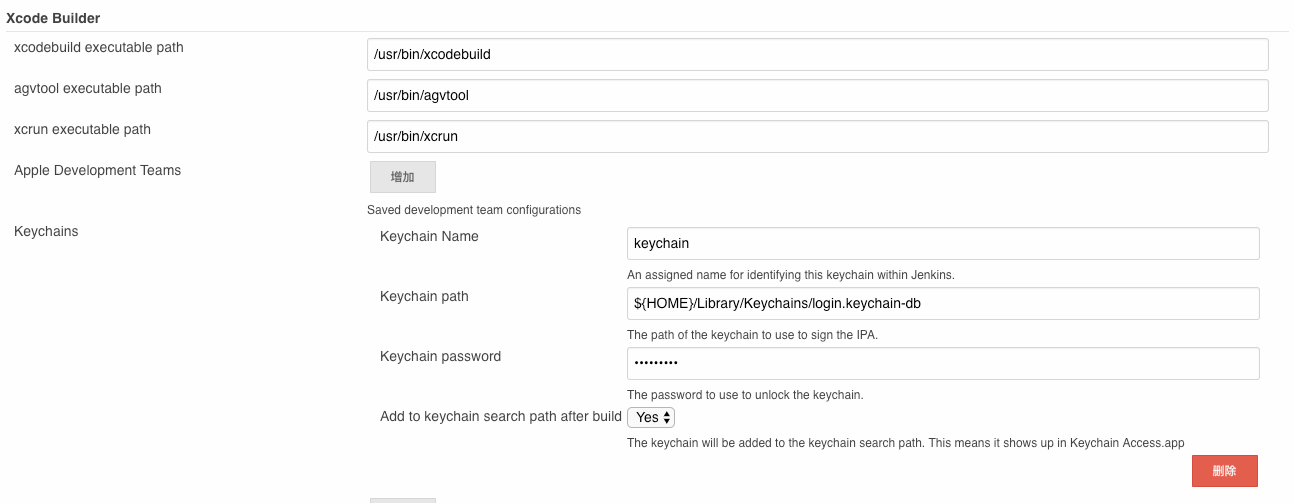 Xcode Builder
xcodebuild executable path
/usr/bin/xcodebuild
agvtool executable path
/usr/bin/agvtool
xcrun executable path
/usr/bin/xcrun
Apple Development Teams
增加
Saved development team configurations
Keychains
Keychain Name
keychain
An assigned name for identifying this keychain within Jenkins.
Keychain path
${HOME}/Library/Keychains/login.keychain-db
The path of the keychain to use to sign the IPA.
Keychain password
•••••••••
The password to use to unlock the keychain.
Add to keychain search path after build
Yes
The keychain will be added to the keychain search path. This means it shows up in Keychain Access.app
删除